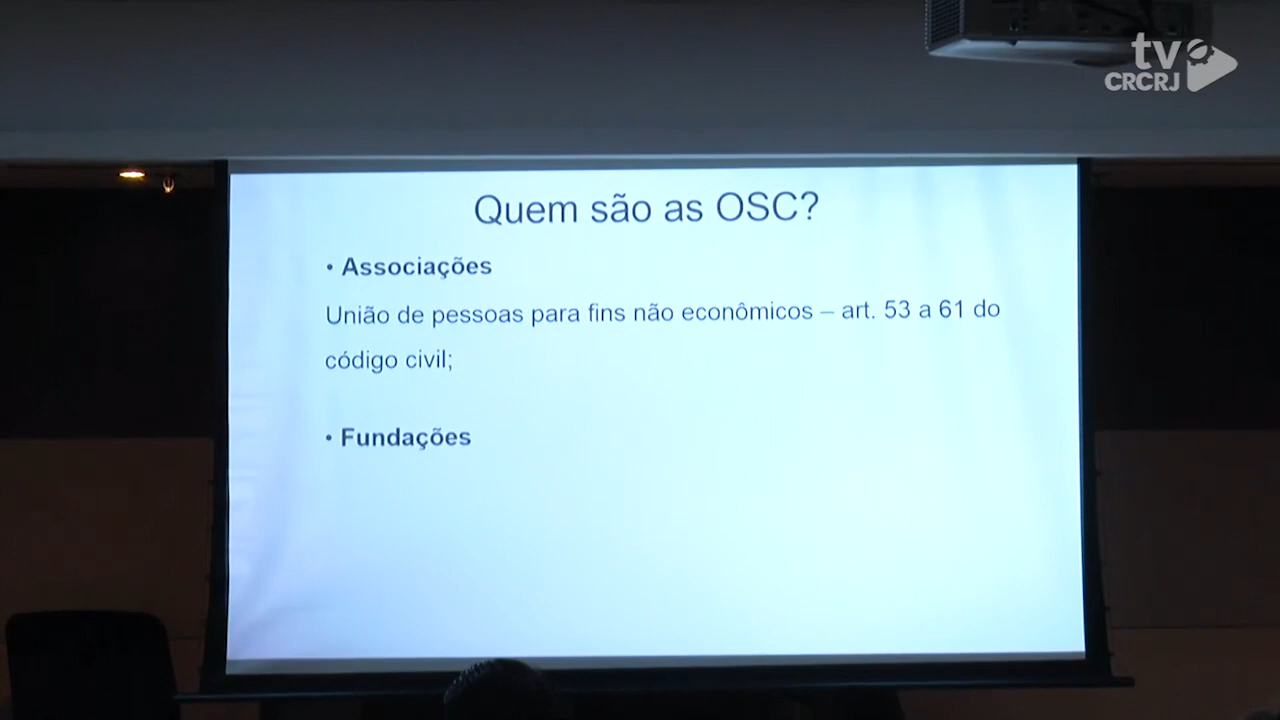 tv
CRCRJ
Quem são as OSC?
• Associações
União de pessoas para fins não econômicos – art. 53 a 61 do
código civil;
• Fundações